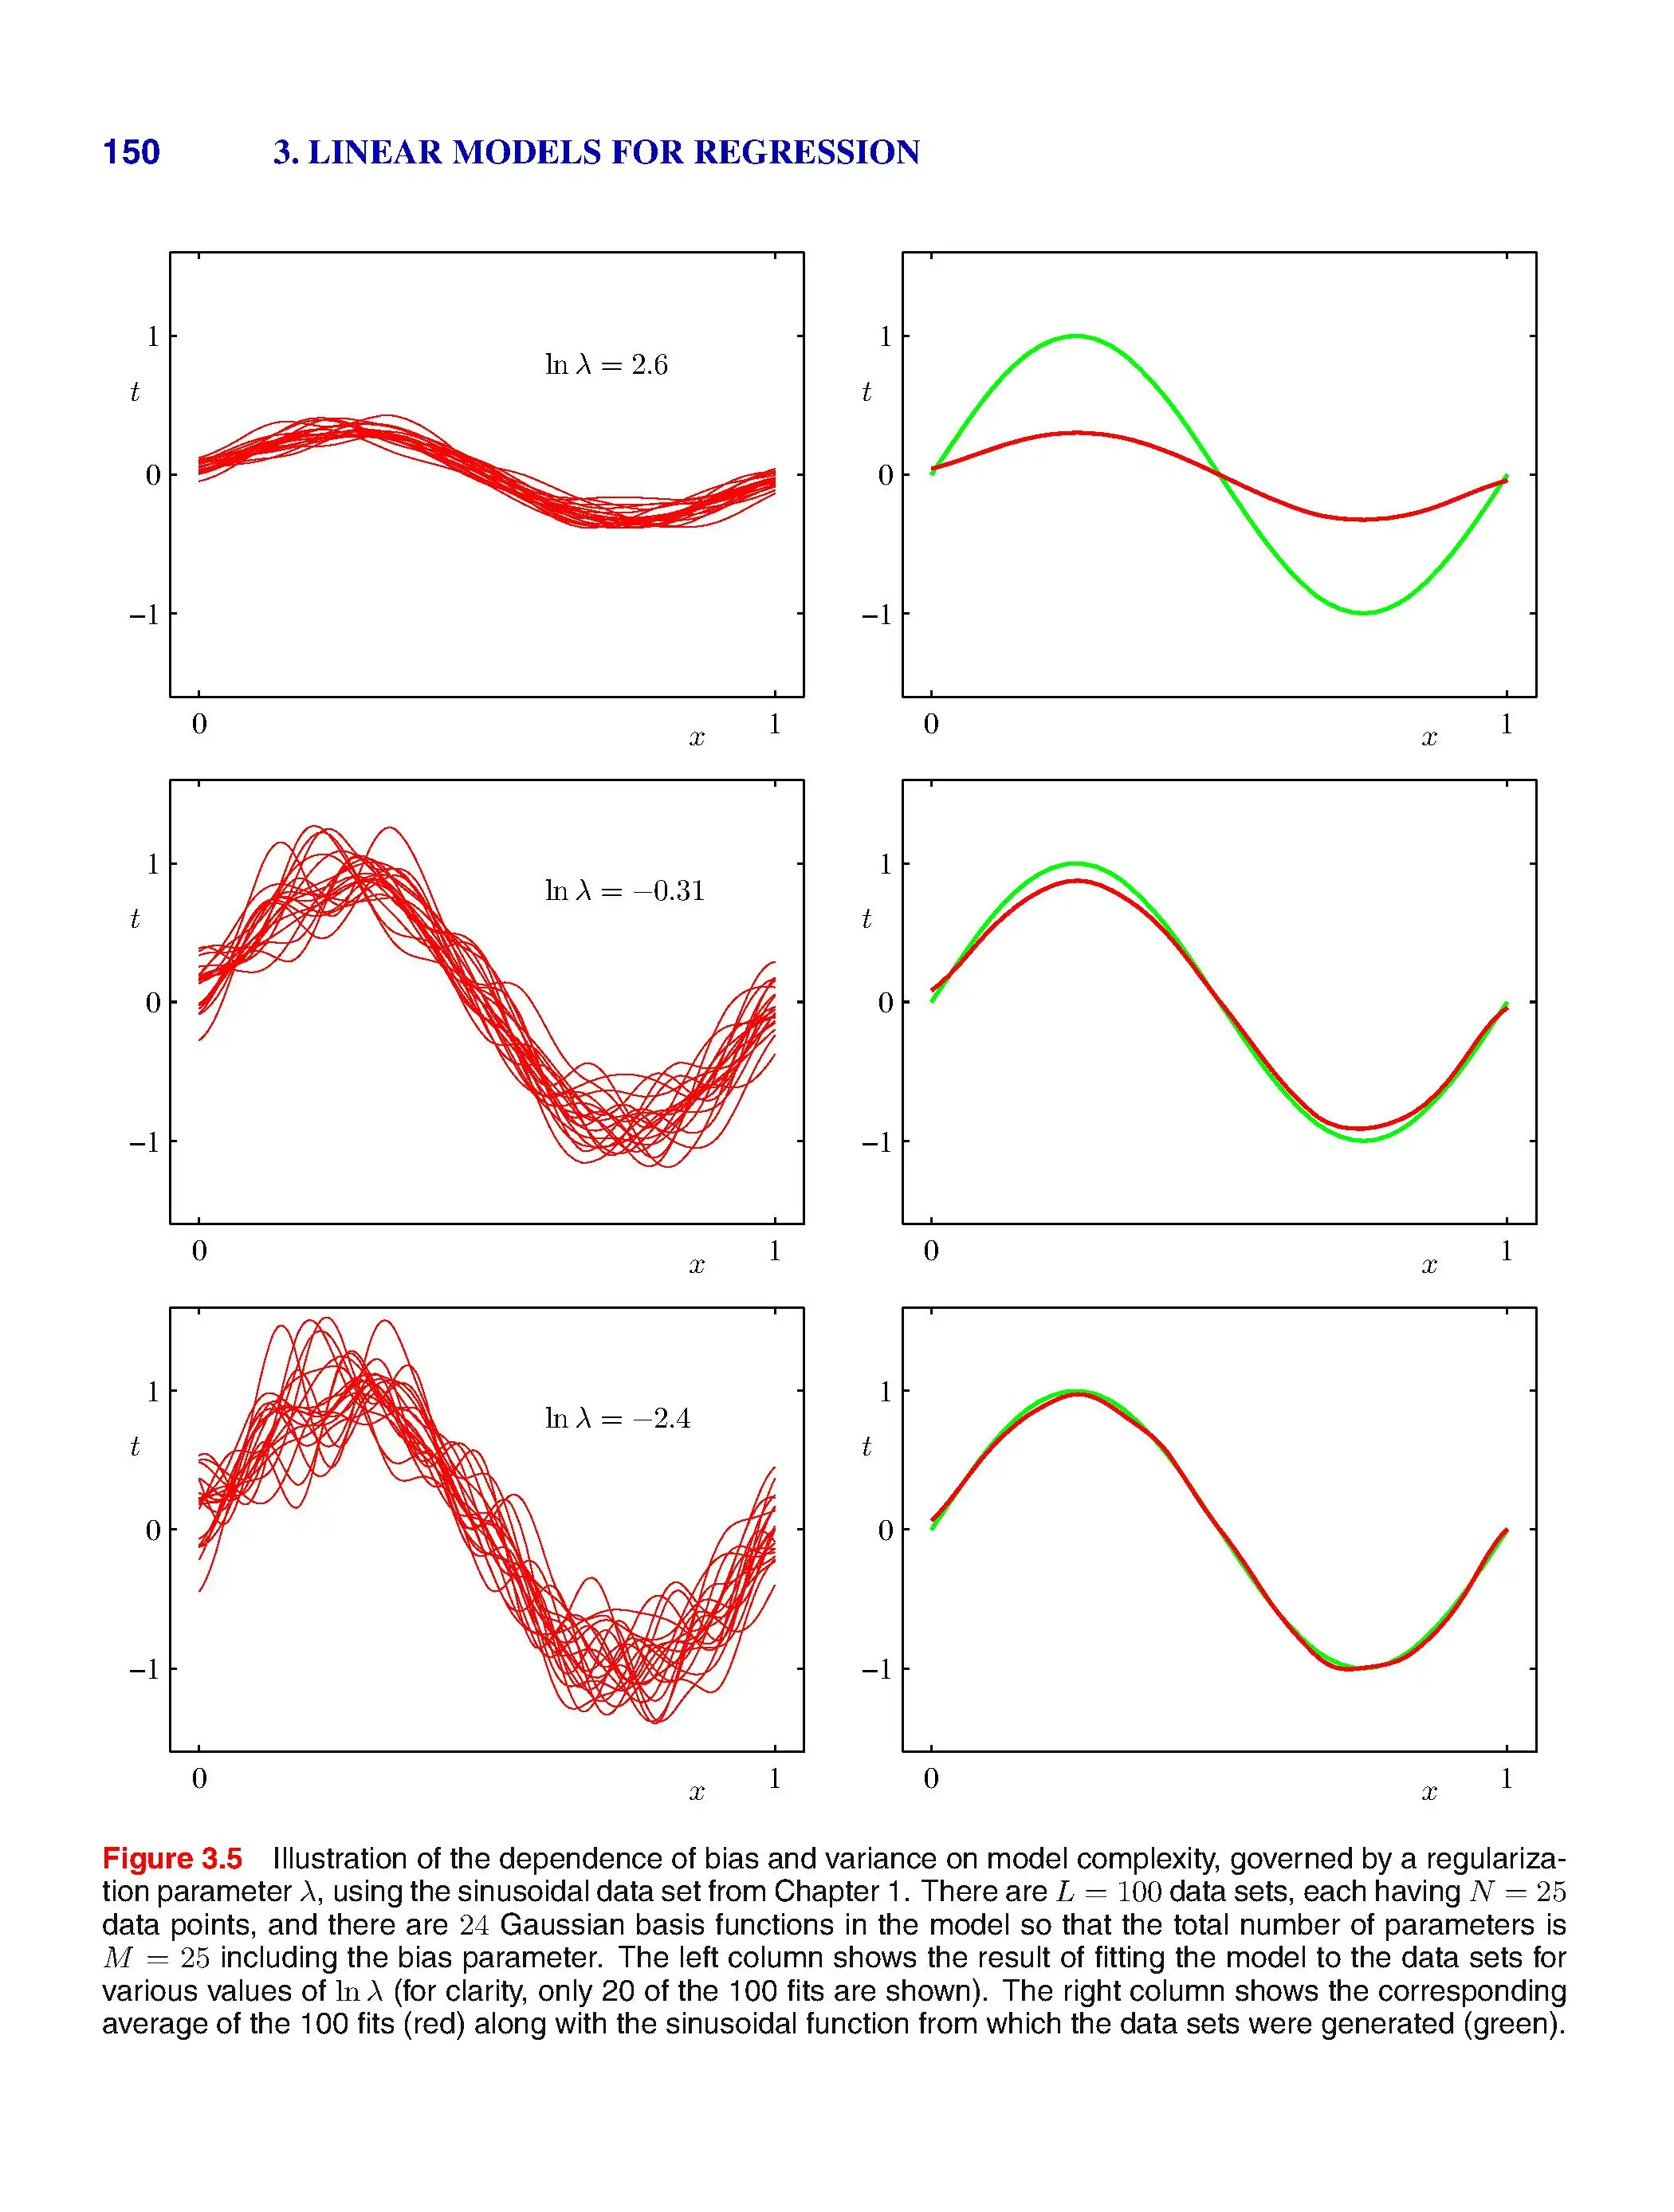 150 3. LINEAR MODELS FOR REGRESSION
1
t
0
−1
ln λ = 2.6
0
x
1
1
t
0
−1
0
x
1
1
t
0
−1
ln λ = −0.31
0
x
1
1
t
0
−1
0
x
1
1
t
0
−1
ln λ = −2.4
0
x
1
1
t
0
−1
0
x
1
Figure 3.5 Illustration of the dependence of bias and variance on model complexity, governed by a regulariza-
tion parameter λ, using the sinusoidal data set from Chapter 1. There are L = 100 data sets, each having N = 25
data points, and there are 24 Gaussian basis functions in the model so that the total number of parameters is
M = 25 including the bias parameter. The left column shows the result of fitting the model to the data sets for
various values of ln λ (for clarity, only 20 of the 100 fits are shown). The right column shows the corresponding
average of the 100 fits (red) along with the sinusoidal function from which the data sets were generated (green).